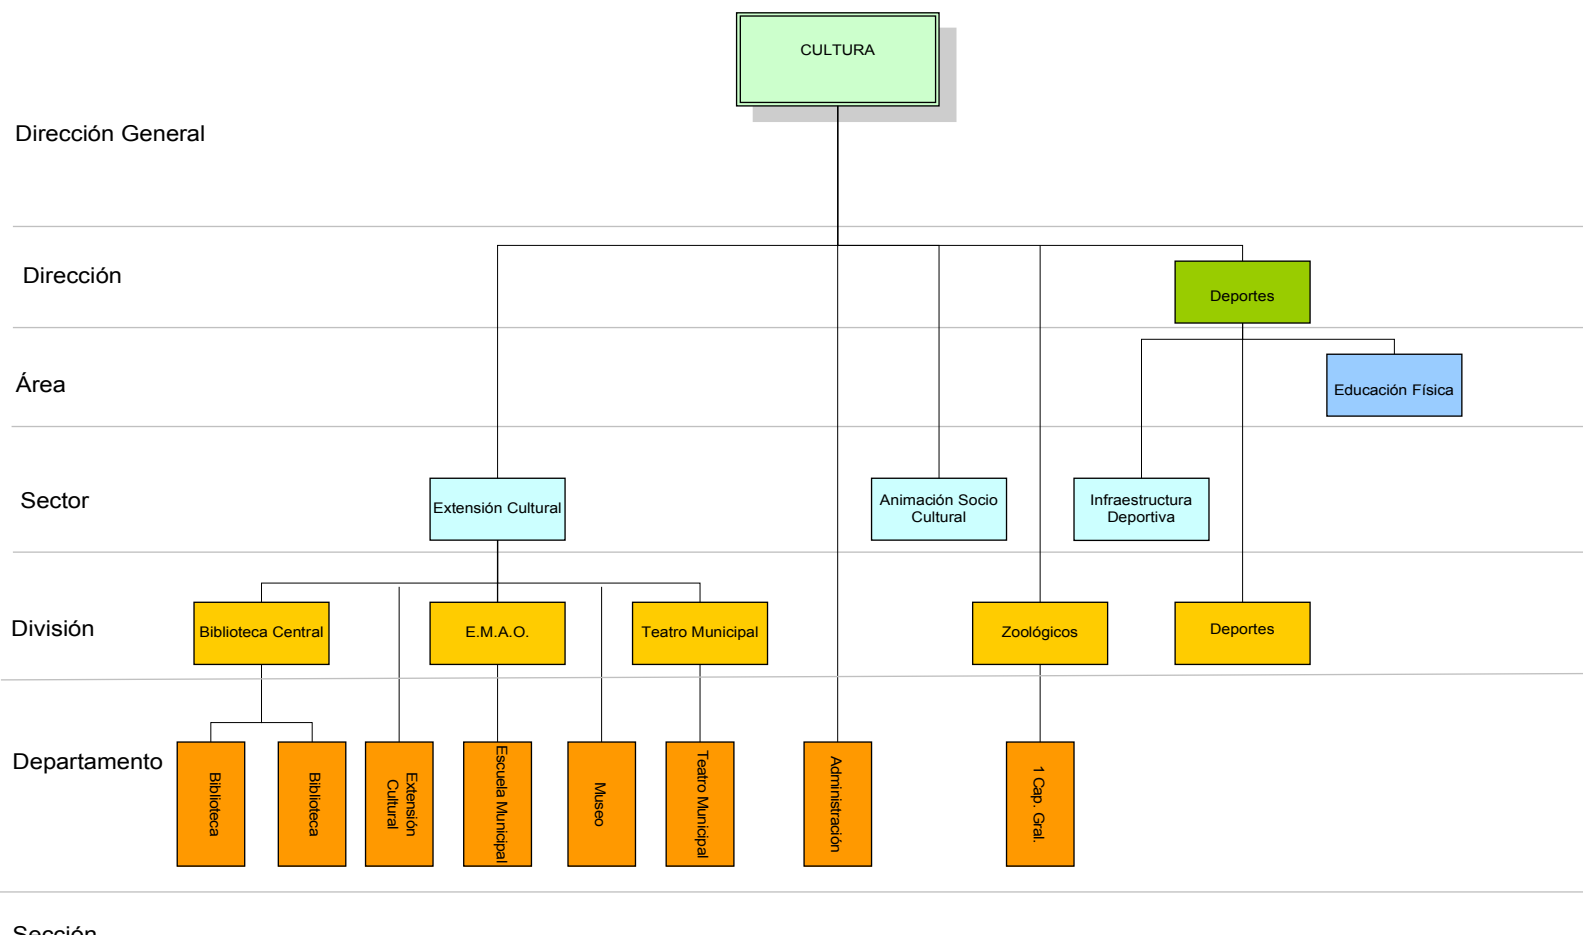 CULTURA
Dirección General
Dirección
Deportes
Área
Educación Física
Sector
Extensión Cultural
Animación Socio
Cultural
Infraestructura
Deportiva
División
Biblioteca Central
E.M.A.O.
Teatro Municipal
Zoológicos
Deportes
Departamento
Biblioteca
Biblioteca
Extensión
Cultural
Escuela Municipal
Museo
Teatro Municipal
Administración
1 Cap. Gral.
Sección